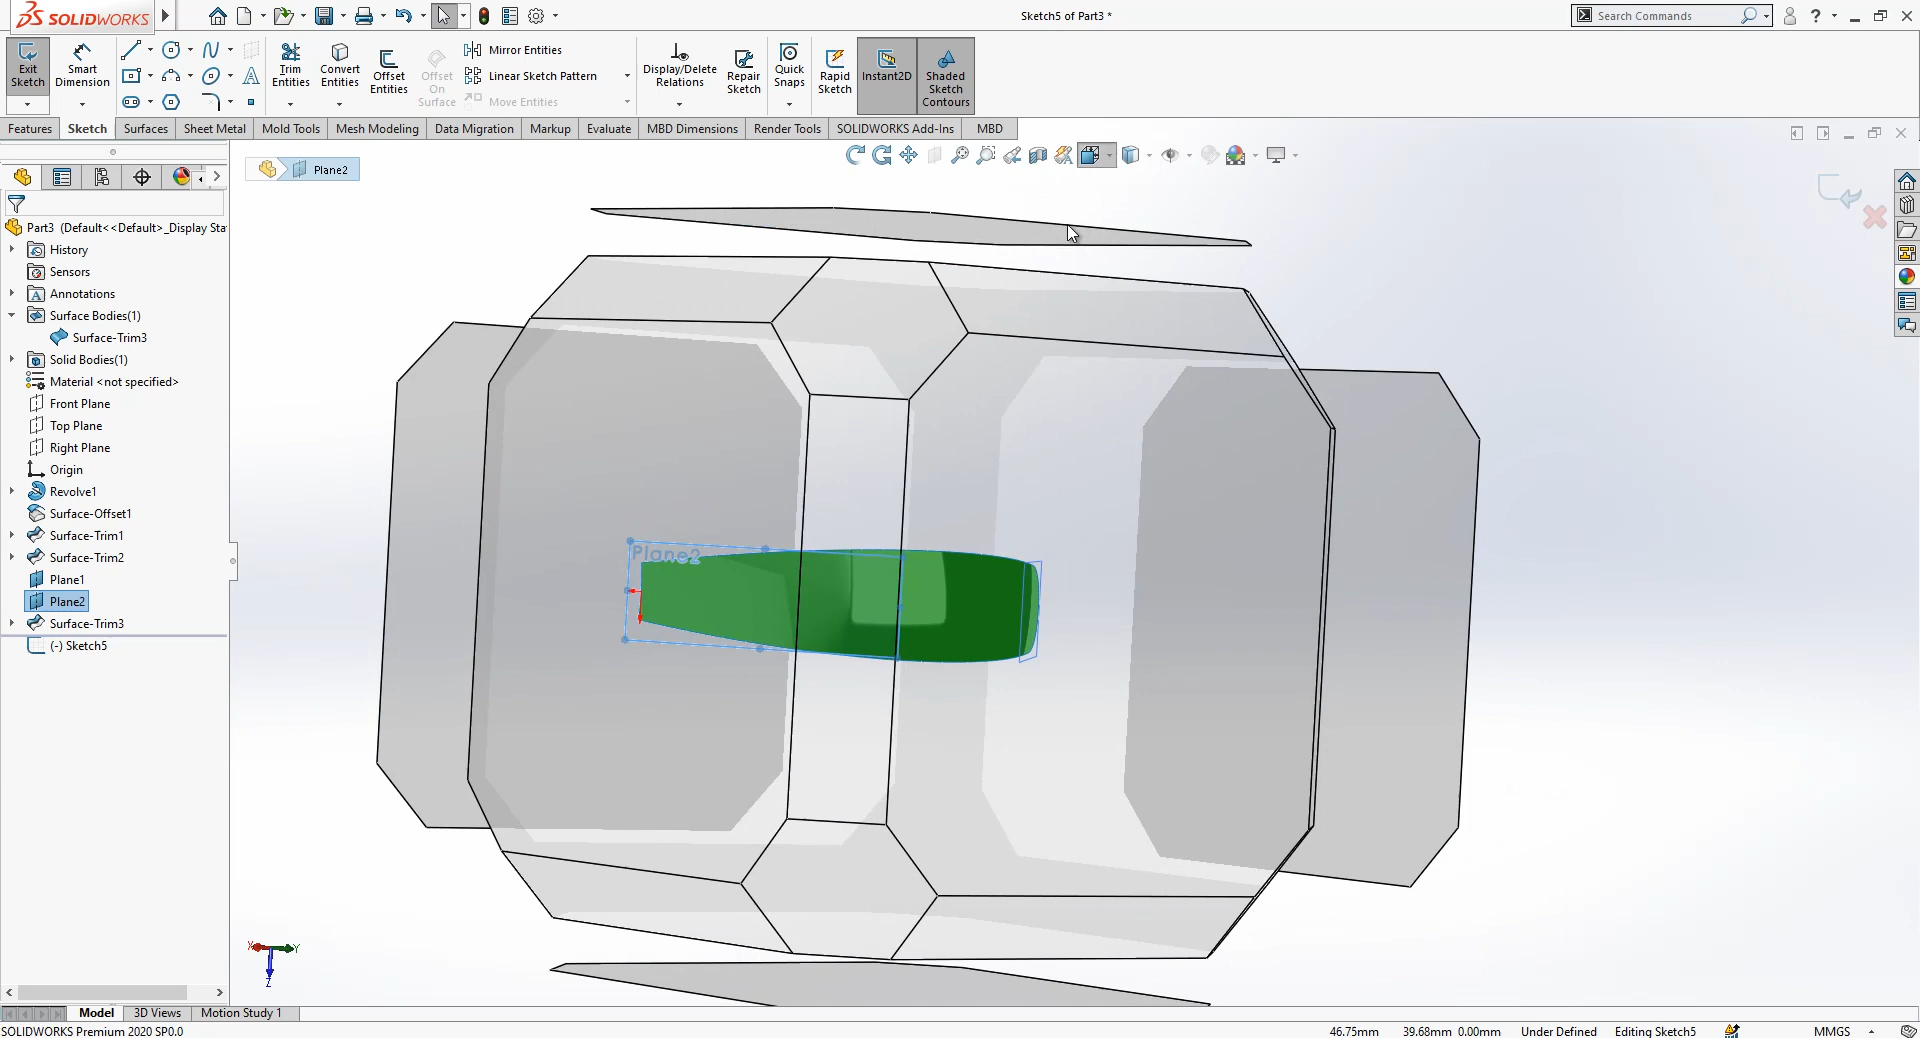 SOLIDWORKS
Sketch5 of Part3 *
Search Commands
Exit Sketch
Smart Dimension
Trim Entities
Convert Entities
Offset Entities
Offset On Surface
Mirror Entities
Linear Sketch Pattern
Move Entities
Display/Delete Relations
Repair Sketch
Quick Snaps
Rapid Sketch
Instant2D
Shaded Sketch Contours
Features
Sketch
Surfaces
Sheet Metal
Mold Tools
Mesh Modeling
Data Migration
Markup
Evaluate
MBD Dimensions
Render Tools
SOLIDWORKS Add-Ins
MBD
Plane2
Part3 (Default<<Default>_Display Sta
History
Sensors
Annotations
Surface Bodies(1)
Surface-Trim3
Solid Bodies(1)
Material <not specified>
Front Plane
Top Plane
Right Plane
Origin
Revolve1
Surface-Offset1
Surface-Trim1
Surface-Trim2
Plane1
Plane2
Surface-Trim3
(-) Sketch5
Plane2
X
Y
Z
Model
3D Views
Motion Study 1
SOLIDWORKS Premium 2020 SP0.0
46.75mm
39.68mm 0.00mm
Under Defined
Editing Sketch5
MMGS